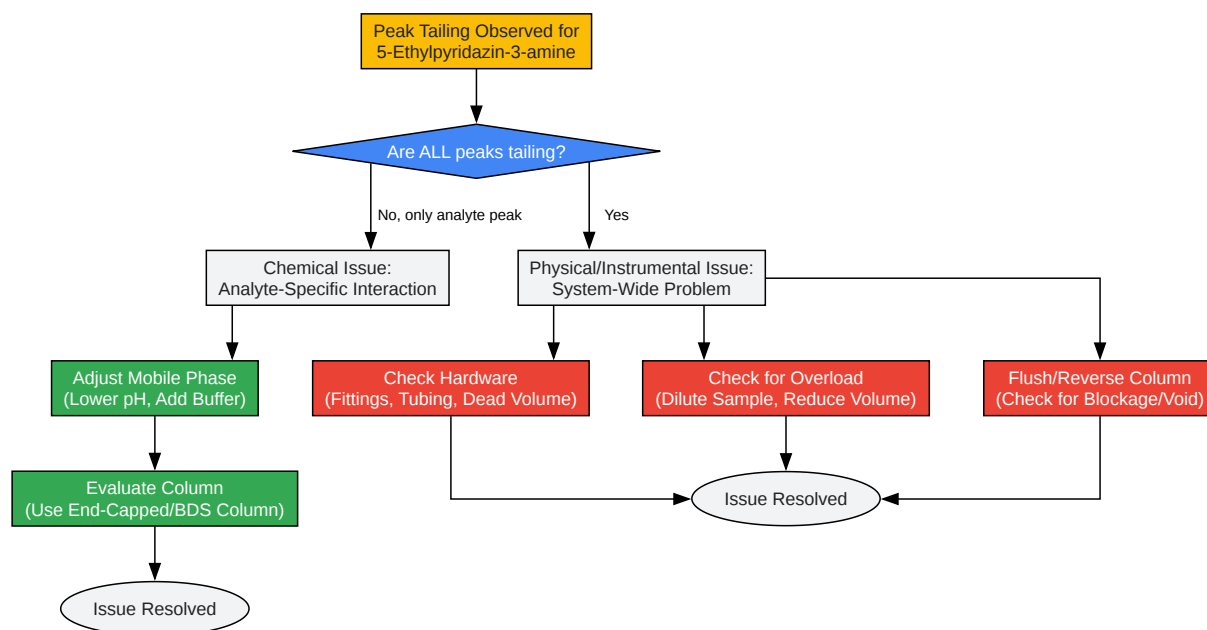 Peak Tailing Observed for
5-Ethylpyridazin-3-amine
Are ALL peaks tailing?
No, only analyte peak
Yes
Chemical Issue:
Analyte-Specific Interaction
Physical/Instrumental Issue:
System-Wide Problem
Adjust Mobile Phase
(Lower pH, Add Buffer)
Check Hardware
(Fittings, Tubing, Dead Volume)
Check for Overload
(Dilute Sample, Reduce Volume)
Flush/Reverse Column
(Check for Blockage/Void)
Evaluate Column
(Use End-Capped/BDS Column)
Issue Resolved
Issue Resolved